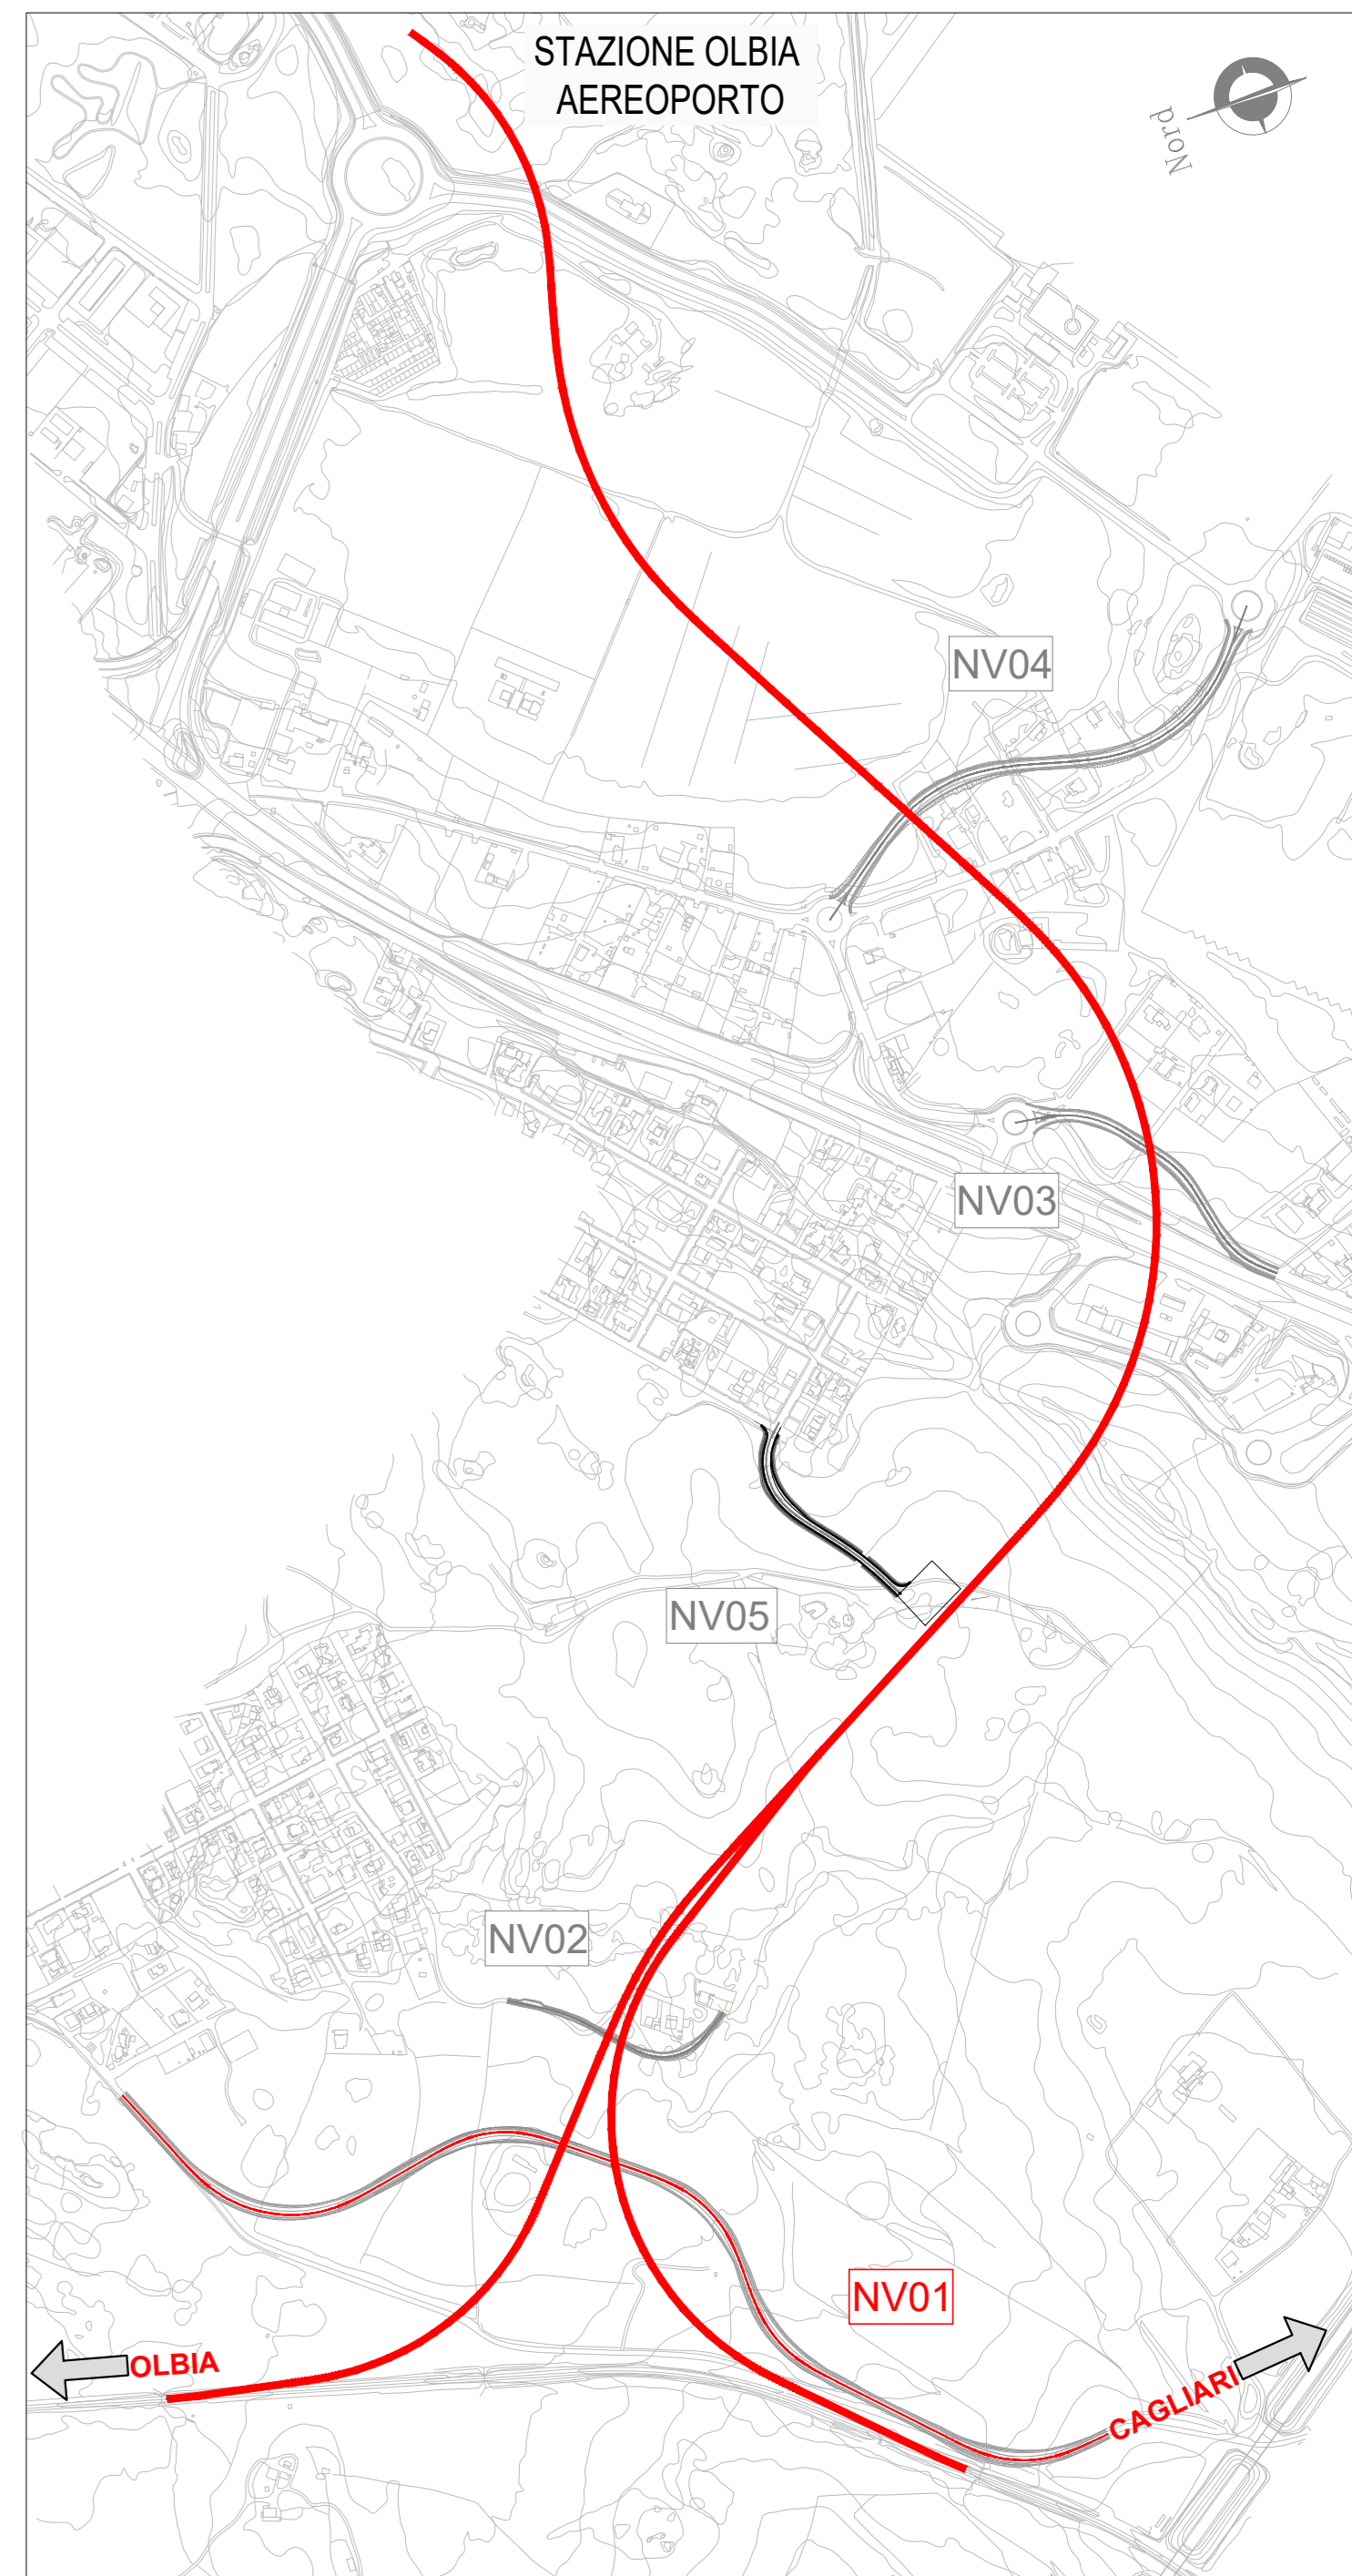 STAZIONE OLBIA
AEREOPORTO
Nord
NV04
NV03
NV05
NV02
NV01
OLBIA
CAGLIARI